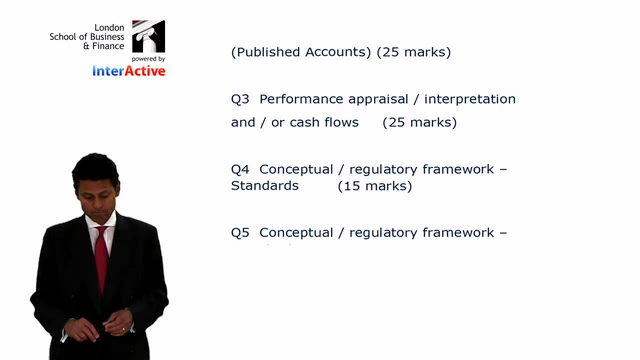 London
School of Business
& Finance
powered by
InterActive
(Published Accounts) (25 marks)
Q3 Performance appraisal / interpretation
and / or cash flows (25 marks)
Q4 Conceptual / regulatory framework –
Standards (15 marks)
Q5 Conceptual / regulatory framework –